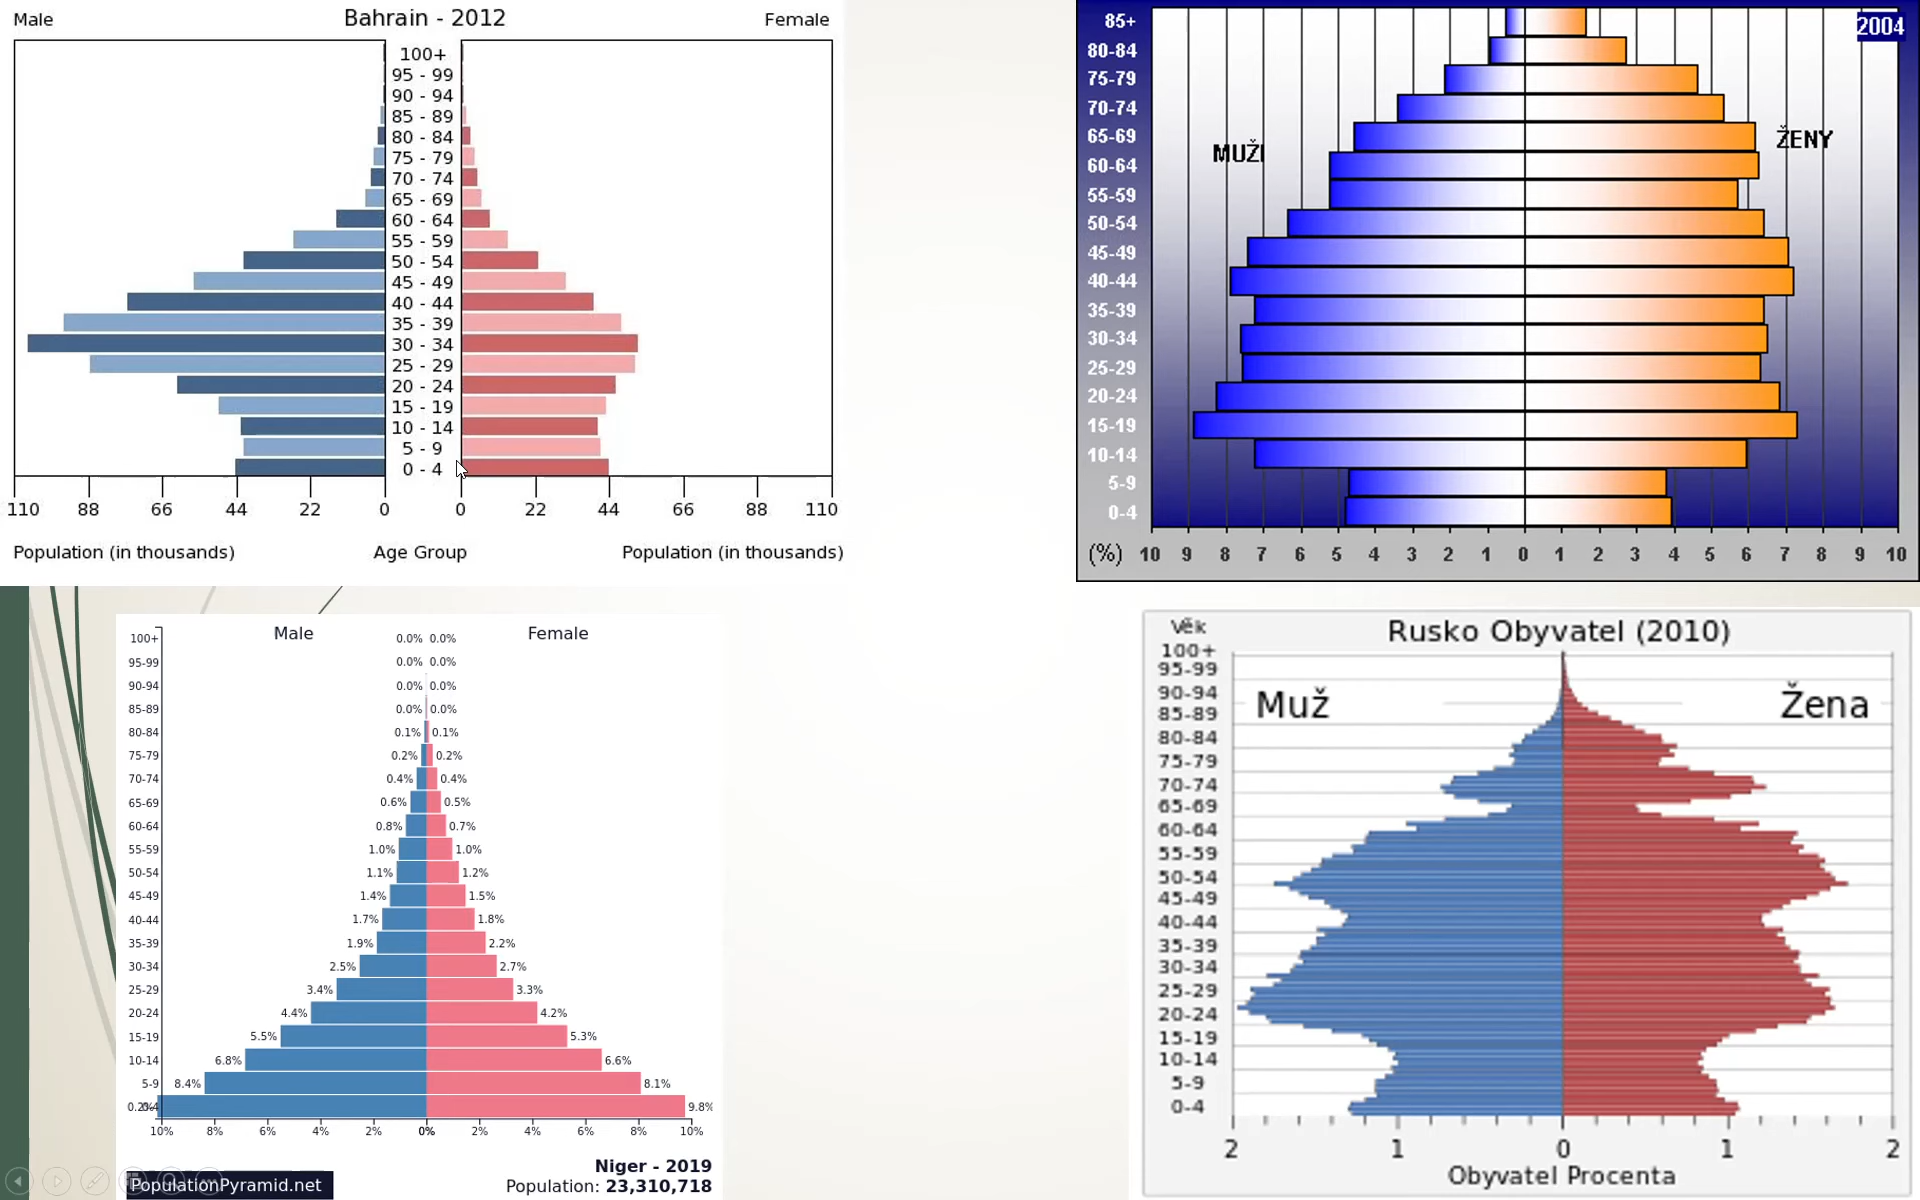 Male Bahrain - 2012 Female
100+
95 - 99
90 - 94
85 - 89
80 - 84
75 - 79
70 - 74
65 - 69
60 - 64
55 - 59
50 - 54
45 - 49
40 - 44
35 - 39
30 - 34
25 - 29
20 - 24
15 - 19
10 - 14
5 - 9
0 - 4
110 88 66 44 22 0 0 22 44 66 88 110
Population (in thousands) Age Group Population (in thousands)
2004
85+
80-84
75-79
70-74
65-69
MUŽI ŽENY
60-64
55-59
50-54
45-49
40-44
35-39
30-34
25-29
20-24
15-19
10-14
5-9
0-4
(%) 10 9 8 7 6 5 4 3 2 1 0 1 2 3 4 5 6 7 8 9 10
Male Female
100+ 0.0% 0.0%
95-99 0.0% 0.0%
90-94 0.0% 0.0%
85-89 0.0% 0.0%
80-84 0.1% 0.1%
75-79 0.2% 0.2%
70-74 0.4% 0.4%
65-69 0.6% 0.5%
60-64 0.8% 0.7%
55-59 1.0% 1.0%
50-54 1.1% 1.2%
45-49 1.4% 1.5%
40-44 1.7% 1.8%
35-39 1.9% 2.2%
30-34 2.5% 2.7%
25-29 3.4% 3.3%
20-24 4.4% 4.2%
15-19 5.5% 5.3%
10-14 6.8% 6.6%
5-9 8.4% 8.1%
9.8%
10% 8% 6% 4% 2% 0% 2% 4% 6% 8% 10%
Niger - 2019
PopulationPyramid.net Population: 23,310,718
Věk Rusko Obyvatel (2010)
100+
95-99
90-94
Muž Žena
85-89
80-84
75-79
70-74
65-69
60-64
55-59
50-54
45-49
40-44
35-39
30-34
25-29
20-24
15-19
10-14
5-9
0-4
2 1 0 1 2
Obyvatel Procenta